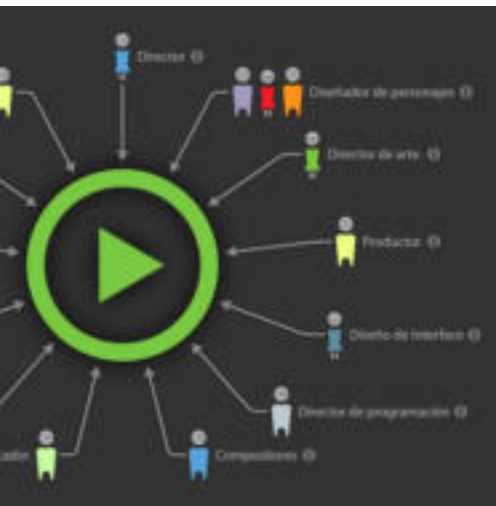 Director
Diseñador de personajes
Director de arte
Productor
Diseño de Interface
Director de programación
Compositores